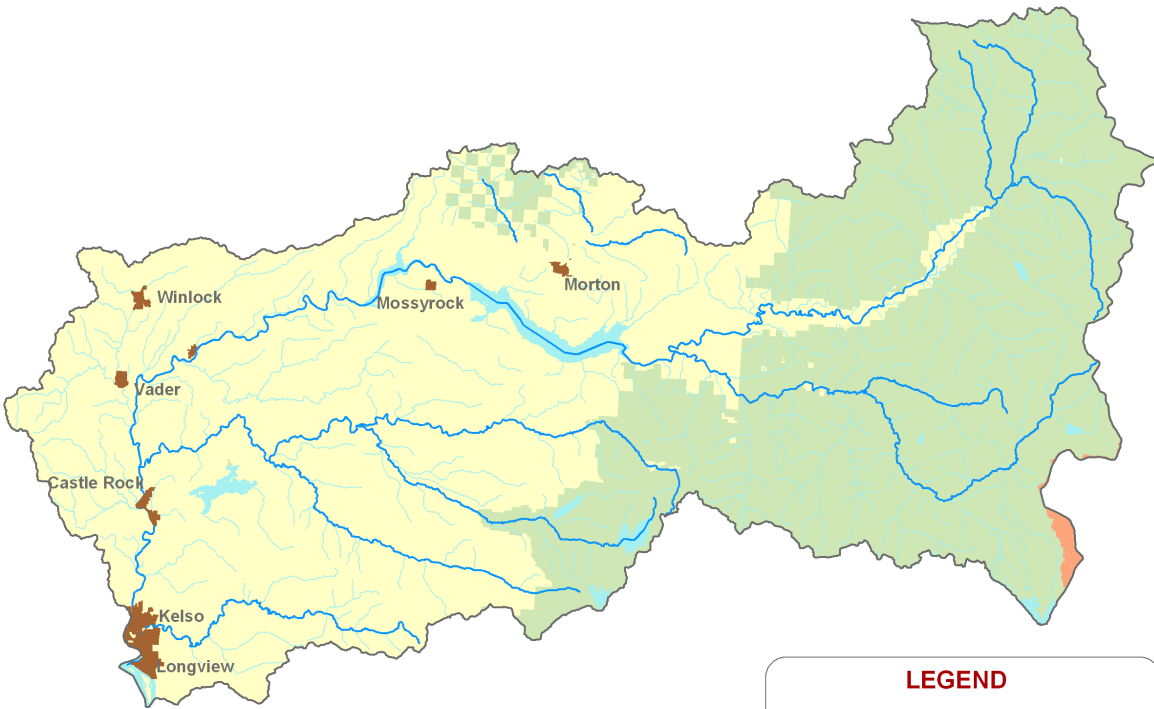 Morton
Mossyrock
Winlock
Vader
Castle Rock
Kelso
Longview
LEGEND